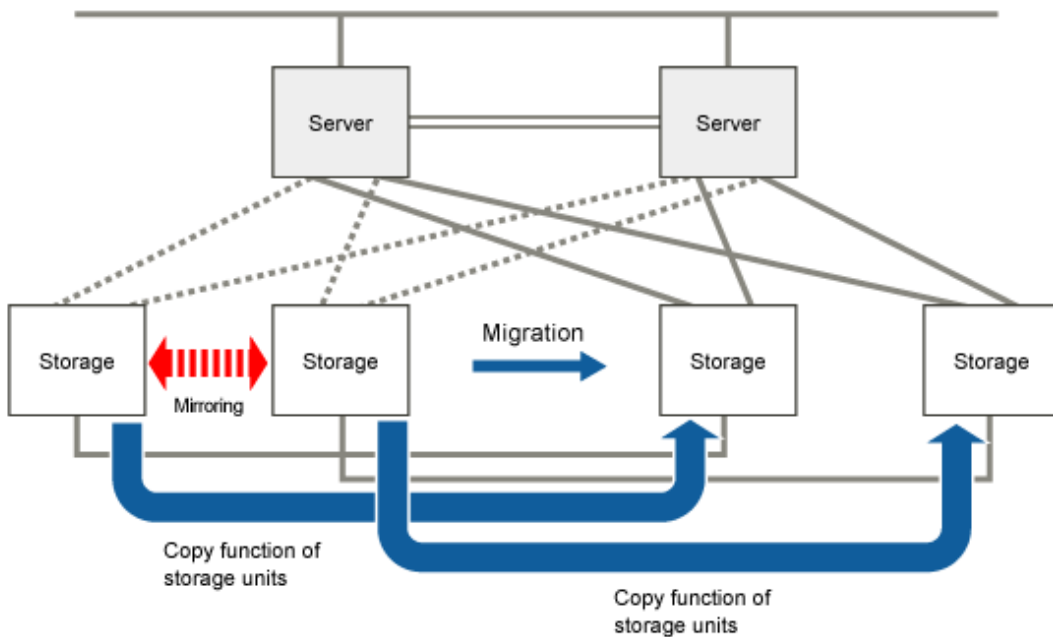 Server
Server
Storage
Mirroring
Storage
Migration
Storage
Storage
Copy function of
storage units
Copy function of
storage units